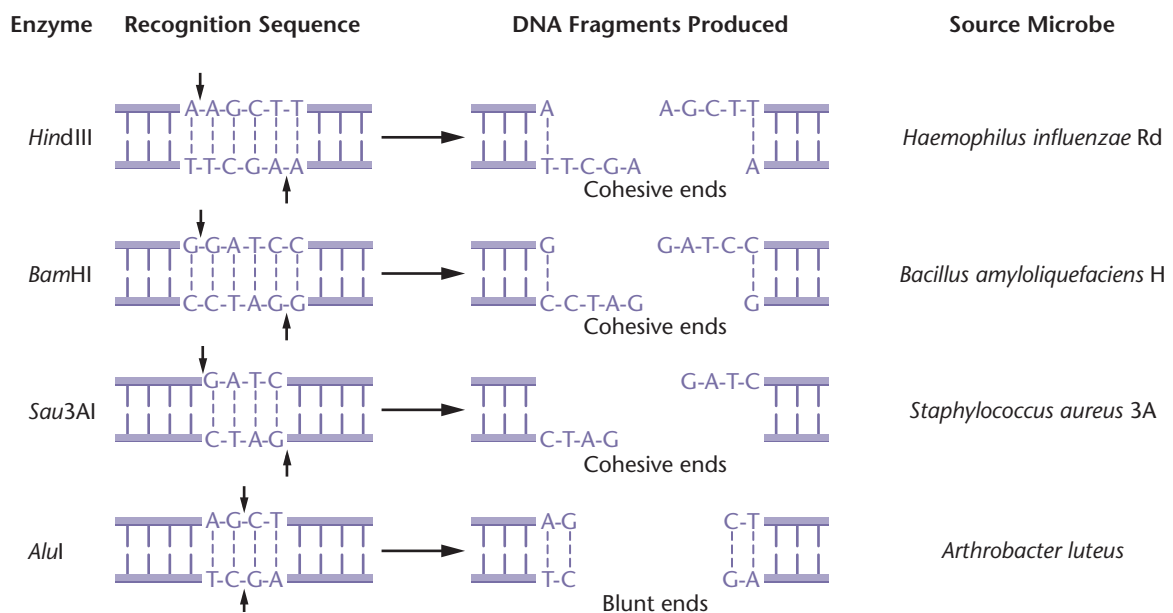 Enzyme Recognition Sequence DNA Fragments Produced Source Microbe
A-A-G-C-T-T A A-G-C-T-T
HindIII Haemophilus influenzae Rd
T-T-C-G-A-A T-T-C-G-A A
Cohesive ends
G-G-A-T-C-C G G-A-T-C-C
BamHI Bacillus amyloliquefaciens H
C-C-T-A-G-G C-C-T-A-G G
Cohesive ends
G-A-T-C G-A-T-C
Sau3AI Staphylococcus aureus 3A
C-T-A-G C-T-A-G
Cohesive ends
A-G-C-T A-G C-T
AluI Arthrobacter luteus
T-C-G-A T-C G-A
Blunt ends